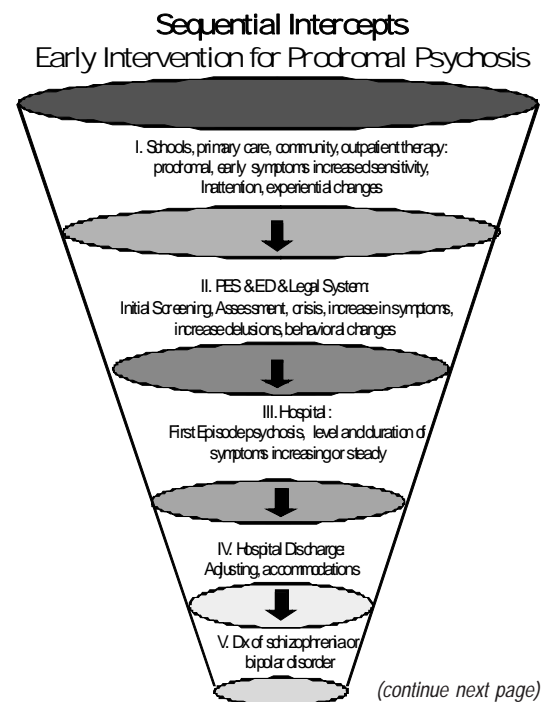 Sequential Intercepts
Early Intervention for Prodromal Psychosis
I. Schools, primary care, community, outpatient therapy:
prodromal, early symptoms increased sensitivity,
Inattention, experiential changes
II. PES & ED & Legal System:
Initial Screening, Assessment, crisis, increase in symptoms,
increase delusions, behavioral changes
III. Hospital :
First Episode psychosis, level and duration of
symptoms increasing or steady
IV. Hospital Discharge:
Adjusting, accommodations
V. Dx of schizophrenia or
bipolar disorder
(continue next page)